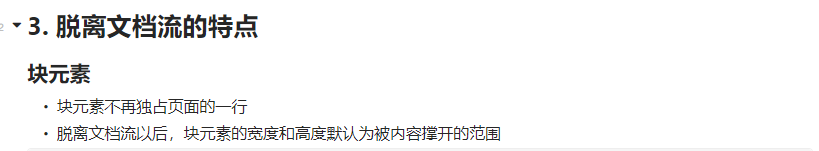 3. 脱离文档流的特点
块元素
• 块元素不再独占页面的一行
• 脱离文档流以后，块元素的宽度和高度默认为被内容撑开的范围